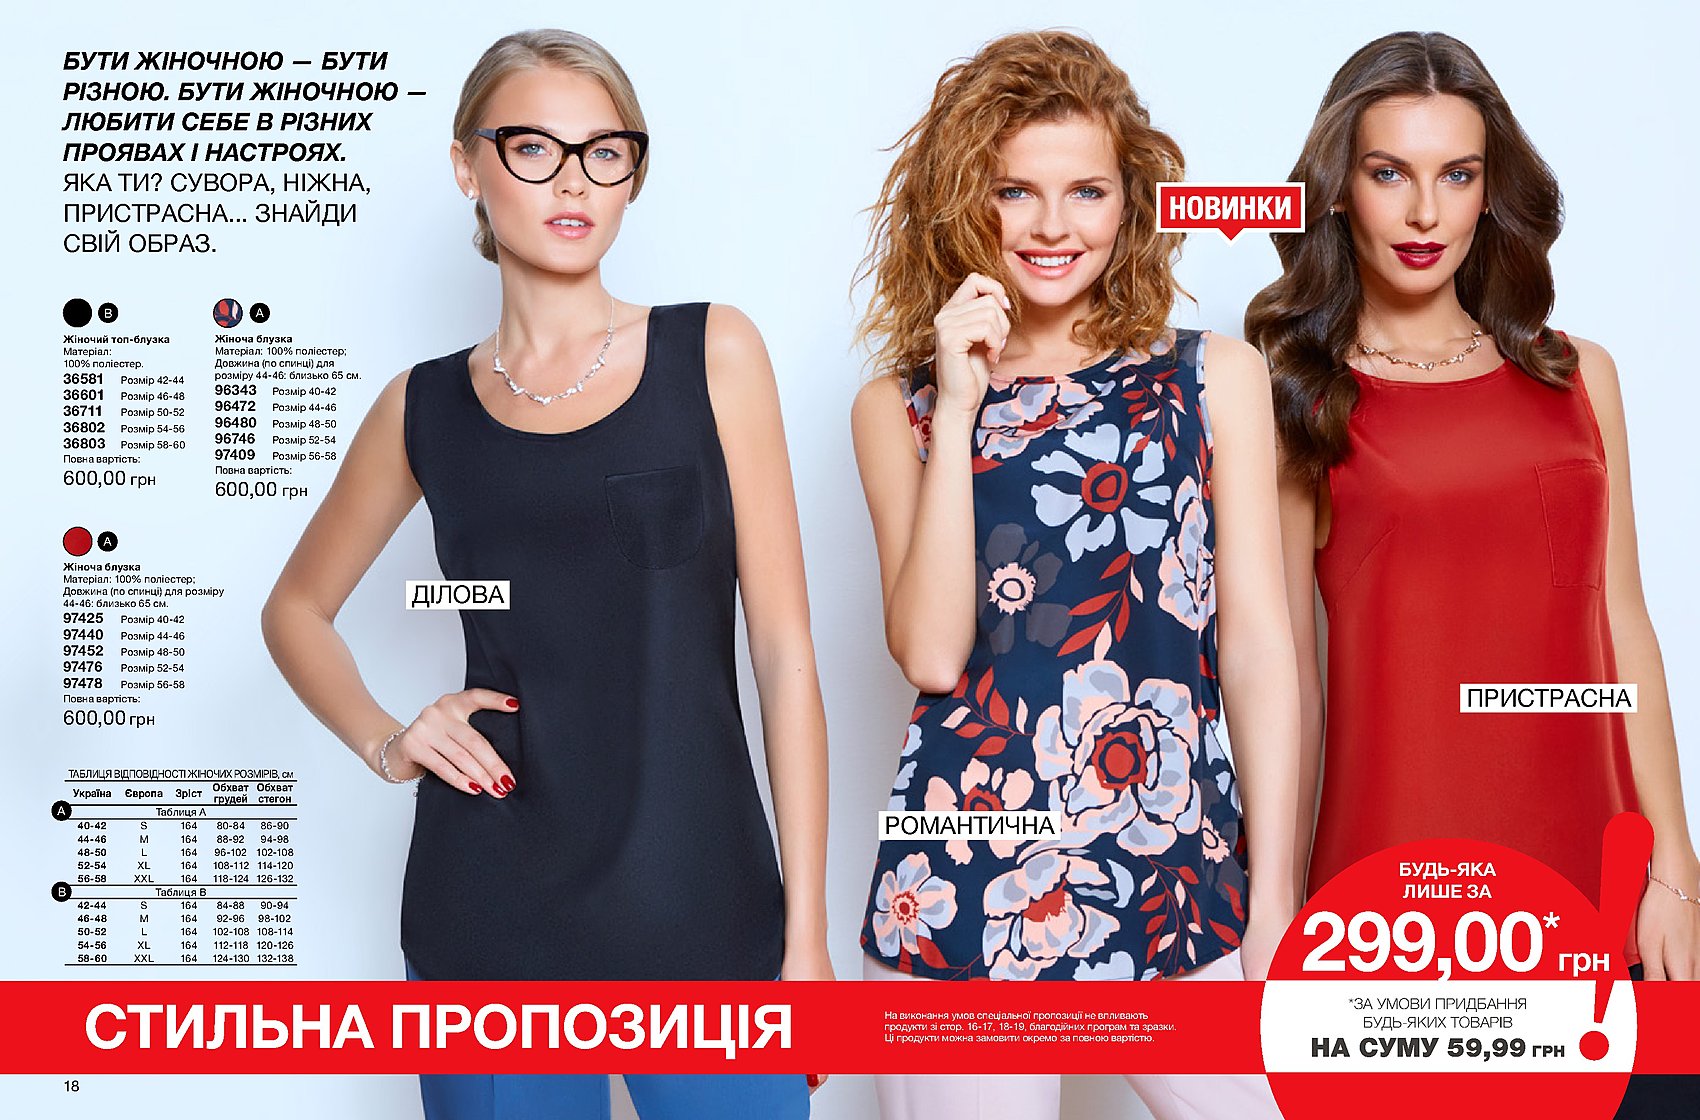 БУТИ ЖІНОЧНОЮ — БУТИ
РІЗНОЮ. БУТИ ЖІНОЧНОЮ —
ЛЮБИТИ СЕБЕ В РІЗНИХ
ПРОЯВАХ І НАСТРОЯХ.
ЯКА ТИ? СУВОРА, НІЖНА,
ПРИСТРАСНА... ЗНАЙДИ
СВІЙ ОБРАЗ.
B
Жіночий топ-блузка
Матеріал:
100% поліестер.
36581 Розмір 42-44
36601 Розмір 46-48
36711 Розмір 50-52
36802 Розмір 54-56
36803 Розмір 58-60
Повна вартість:
600,00 грн
A
Жіноча блузка
Матеріал: 100% поліестер;
Довжина (по спинці) для
розміру 44-46: близько 65 см.
96343 Розмір 40-42
96472 Розмір 44-46
96480 Розмір 48-50
96746 Розмір 52-54
97409 Розмір 56-58
Повна вартість:
600,00 грн
A
Жіноча блузка
Матеріал: 100% поліестер;
Довжина (по спинці) для розміру
44-46: близько 65 см.
97425 Розмір 40-42
97440 Розмір 44-46
97452 Розмір 48-50
97476 Розмір 52-54
97478 Розмір 56-58
Повна вартість:
600,00 грн
ТАБЛИЦЯ ВІДПОВІДНОСТІ ЖІНОЧИХ РОЗМІРІВ, см
Україна Європа Зріст Обхват грудей Обхват стегон
A Таблиця А
40-42 S 164 80-84 86-90
44-46 M 164 88-92 94-98
48-50 L 164 96-102 102-108
52-54 XL 164 108-112 114-120
56-58 XXL 164 118-124 126-132
B Таблиця В
42-44 S 164 84-88 90-94
46-48 M 164 92-96 98-102
50-52 L 164 102-108 108-114
54-56 XL 164 112-118 120-126
58-60 XXL 164 124-130 132-138
ДІЛОВА
НОВИНКИ
РОМАНТИЧНА
ПРИСТРАСНА
БУДЬ-ЯКА
ЛИШЕ ЗА
299,00* грн
*ЗА УМОВИ ПРИДБАННЯ
БУДЬ-ЯКИХ ТОВАРІВ
НА СУМУ 59,99 ГРН
!
СТИЛЬНА ПРОПОЗИЦІЯ
На виконання умов спеціальної пропозиції не впливають
продукти зі стор. 16-17, 18-19, благодійних програм та зразки.
Ці продукти можна замовити окремо за повною вартістю.
18